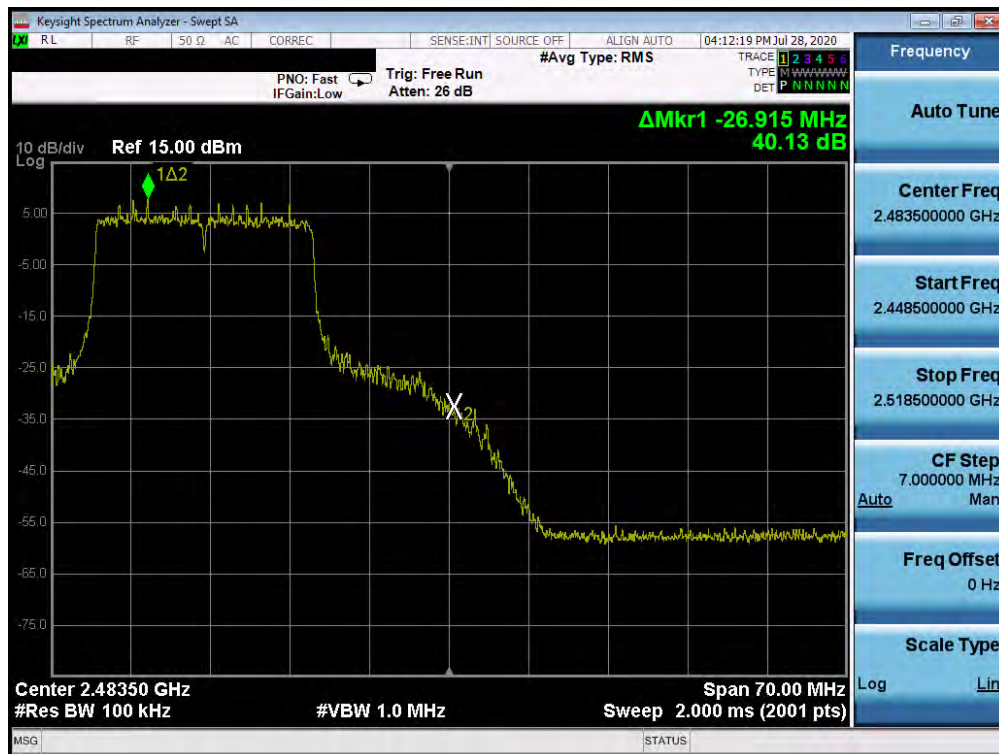 Keysight Spectrum Analyzer - Swept SA
LXI RL RF 50 Ω AC CORREC SENSE:INT SOURCE OFF ALIGN AUTO 04:12:19 PM Jul 28, 2020
#Avg Type: RMS
TRACE 1 2 3 4 5 6
PNO: Fast Trig: Free Run
TYPE M WWWWW
IFGain:Low Atten: 26 dB
DET P N N N N N
ΔMkr1 -26.915 MHz
40.13 dB
10 dB/div Ref 15.00 dBm
Log
1Δ2
5.00
-5.00
-15.0
-25.0
-35.0
2
-45.0
-55.0
-65.0
-75.0
Center 2.48350 GHz Span 70.00 MHz
#Res BW 100 kHz #VBW 1.0 MHz Sweep 2.000 ms (2001 pts)
MSG STATUS
Frequency
Auto Tune
Center Freq
2.483500000 GHz
Start Freq
2.448500000 GHz
Stop Freq
2.518500000 GHz
CF Step
7.000000 MHz
Auto Man
Freq Offset
0 Hz
Scale Type
Log Lin